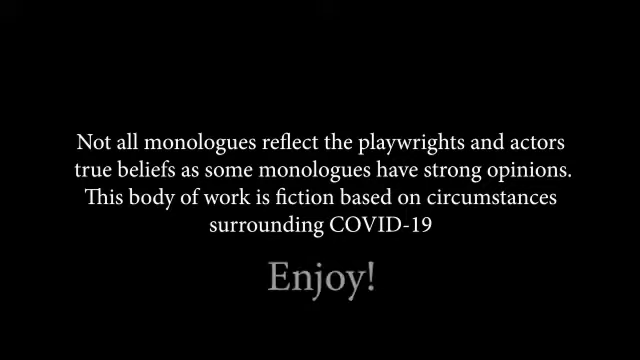 Not all monologues reflect the playwrights and actors
true beliefs as some monologues have strong opinions.
This body of work is fiction based on circumstances
surrounding COVID-19
Enjoy!